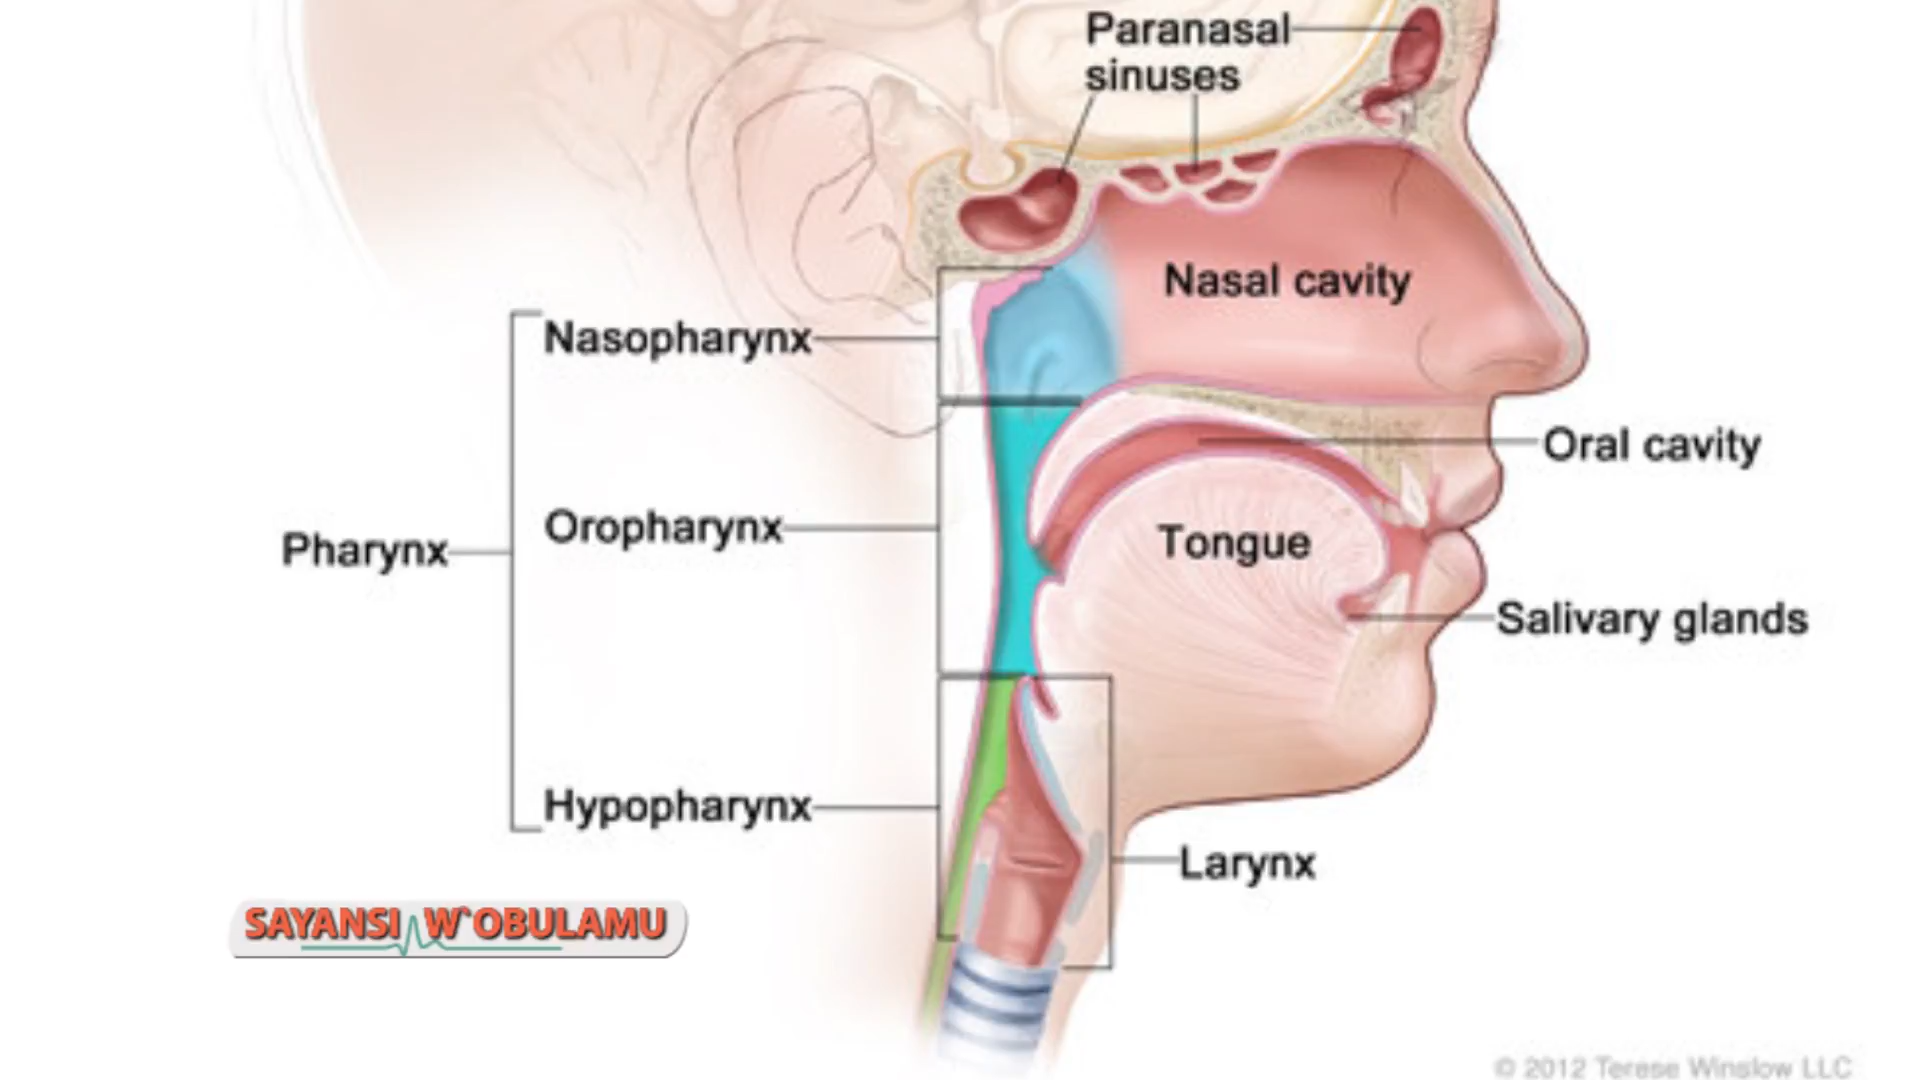 Paranasal
sinuses
Nasal cavity
Nasopharynx
Oral cavity
Oropharynx
Tongue
Pharynx
Salivary glands
Hypopharynx
Larynx
SAYANSI W`OBULAMU
© 2012 Terese Winslow LLC